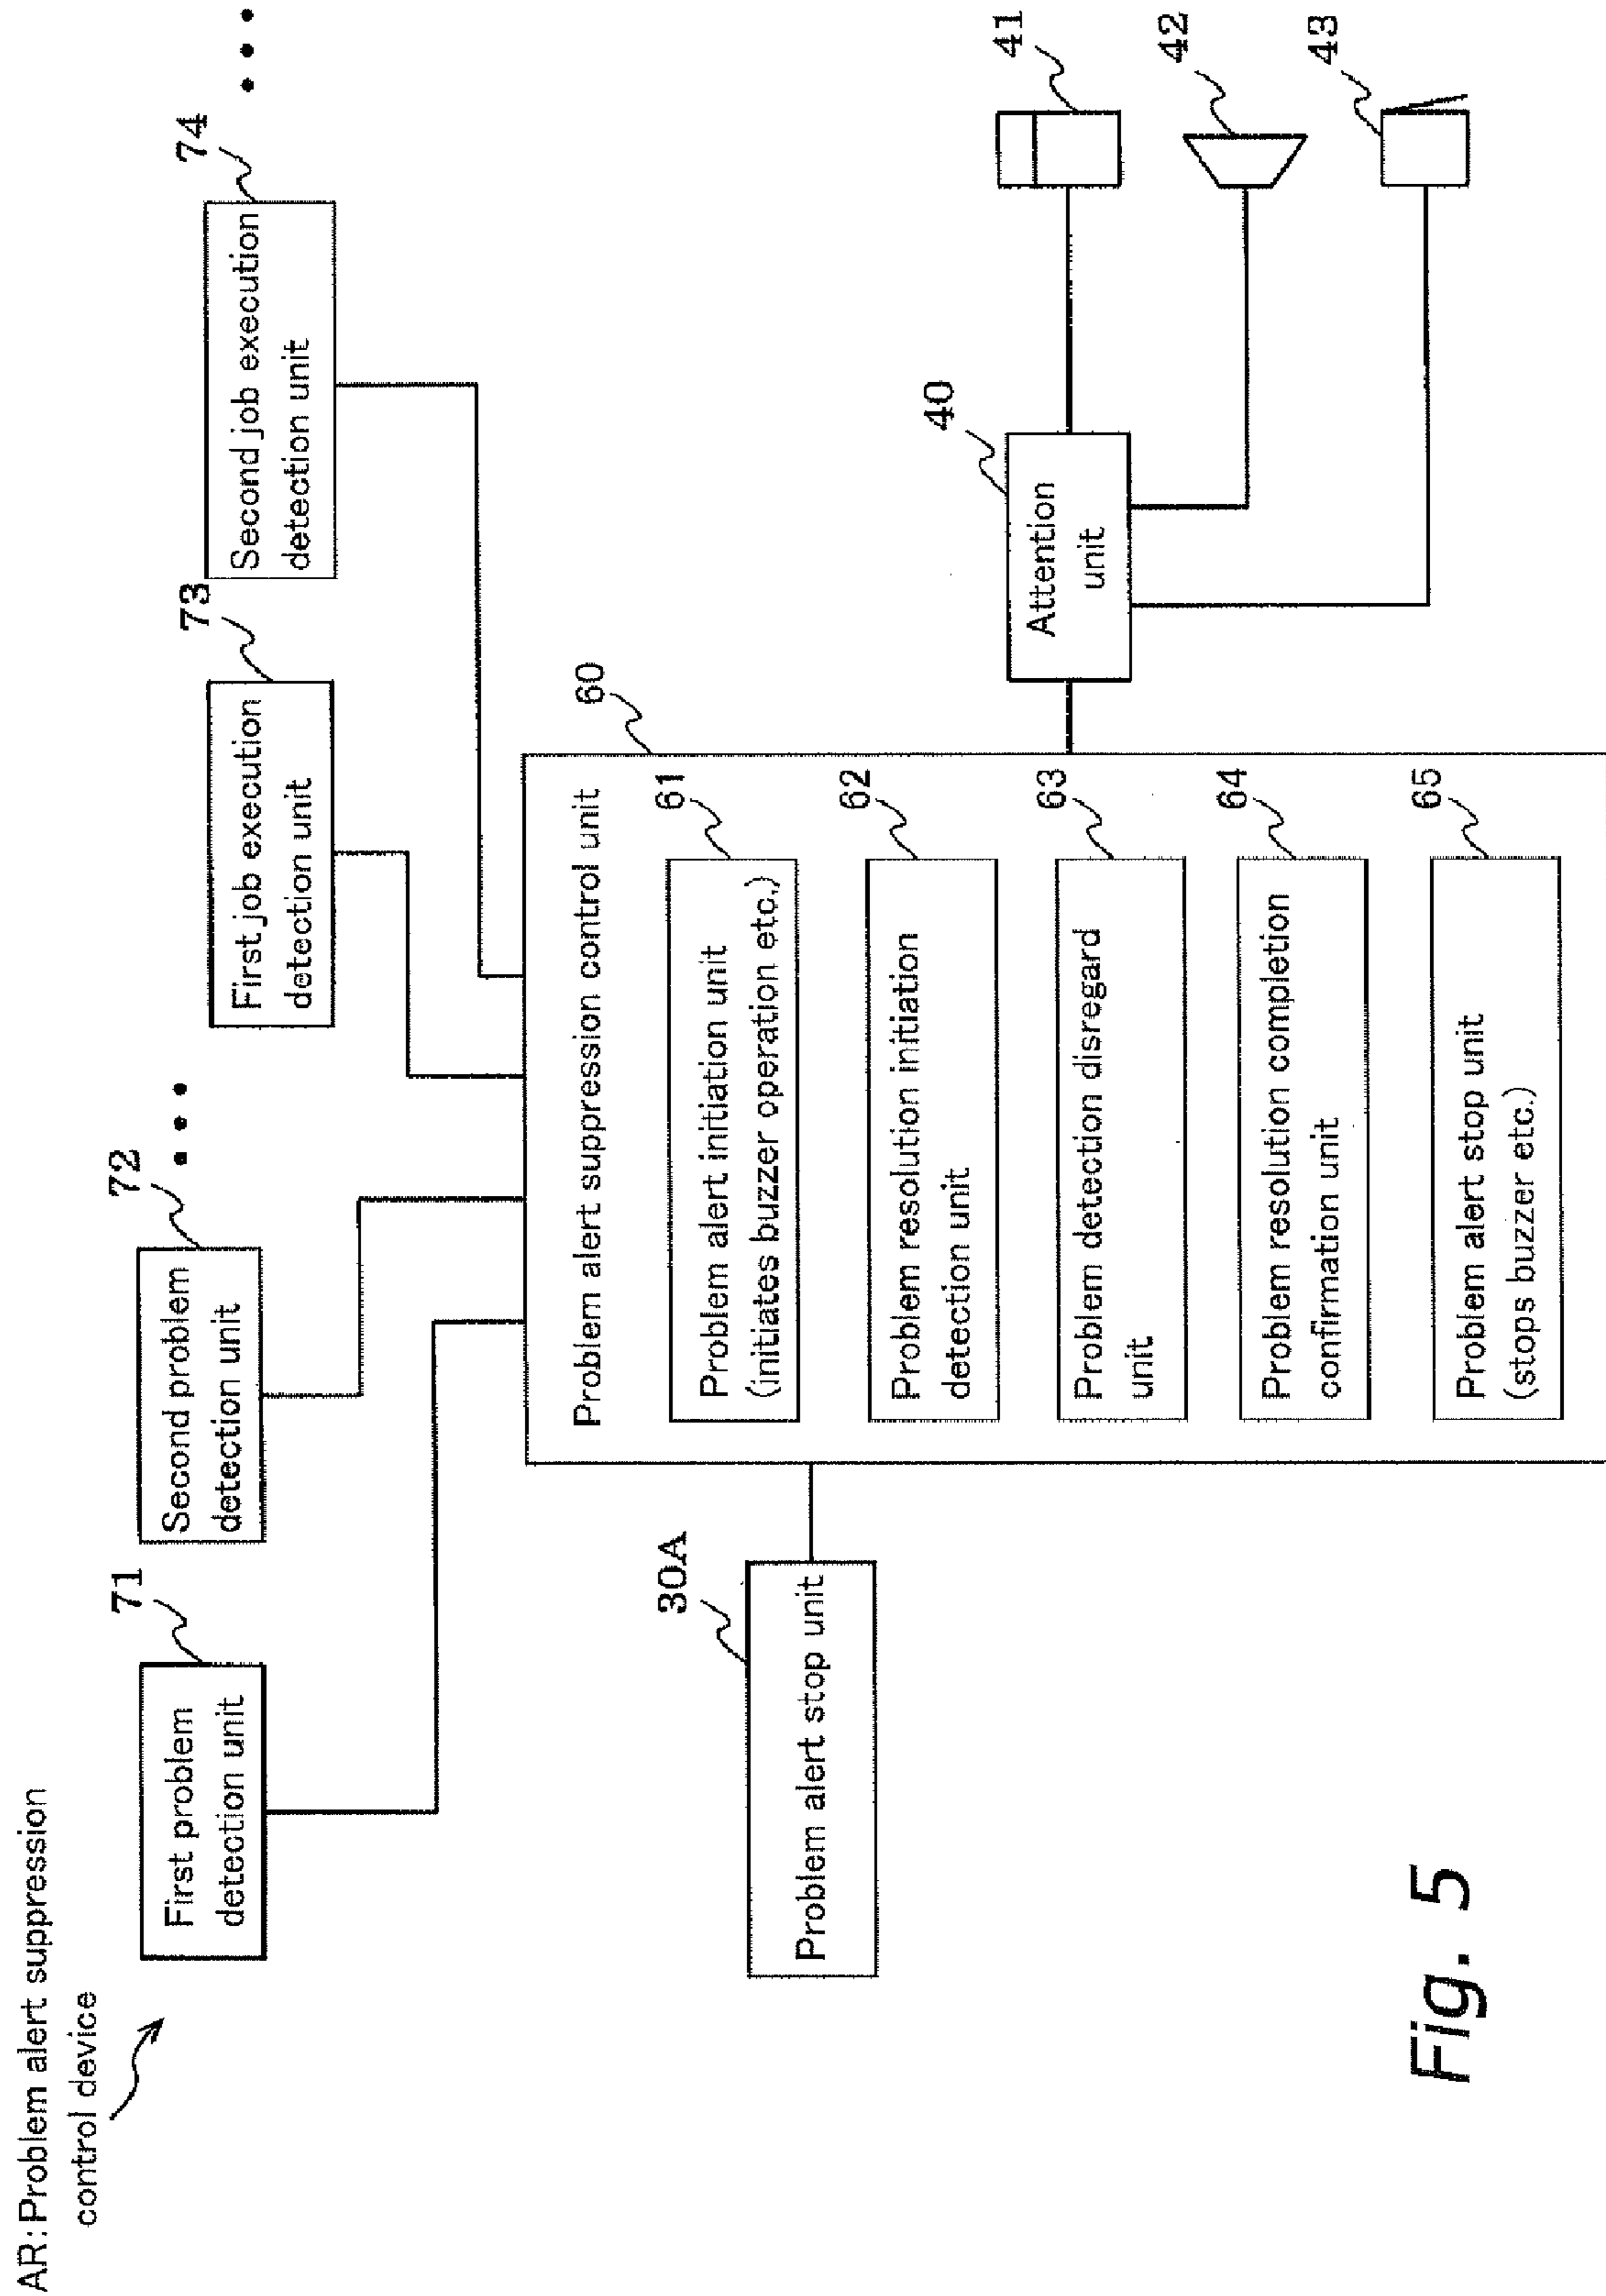 AR:Problem alert suppression
control device
71
First problem
detection unit
72
Second problem
detection unit
73
First job execution
detection unit
74
Second job execution
detection unit
30A
Problem alert stop unit
60
Problem alert suppression control unit
61
Problem alert initiation unit
(initiates buzzer operation etc.)
62
Problem resolution initiation
detection unit
63
Problem detection disregard
unit
64
Problem resolution completion
confirmation unit
65
Problem alert stop unit
(stops buzzer etc.)
40
Attention
unit
41
42
43
Fig. 5